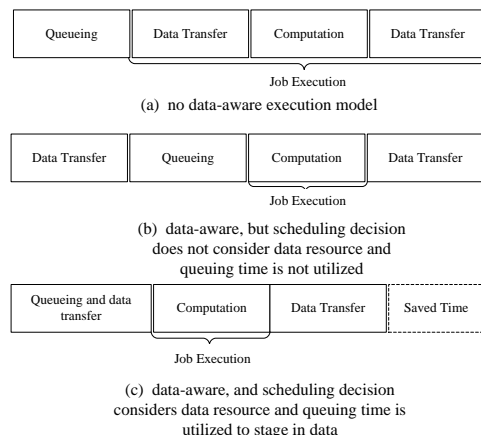 Queueing
Data Transfer
Computation
Data Transfer
Job Execution
(a) no data-aware execution model
Data Transfer
Queueing
Computation
Data Transfer
Job Execution
(b) data-aware, but scheduling decision
does not consider data resource and
queuing time is not utilized
Queueing and data
transfer
Computation
Data Transfer
Saved Time
Job Execution
(c) data-aware, and scheduling decision
considers data resource and queuing time is
utilized to stage in data